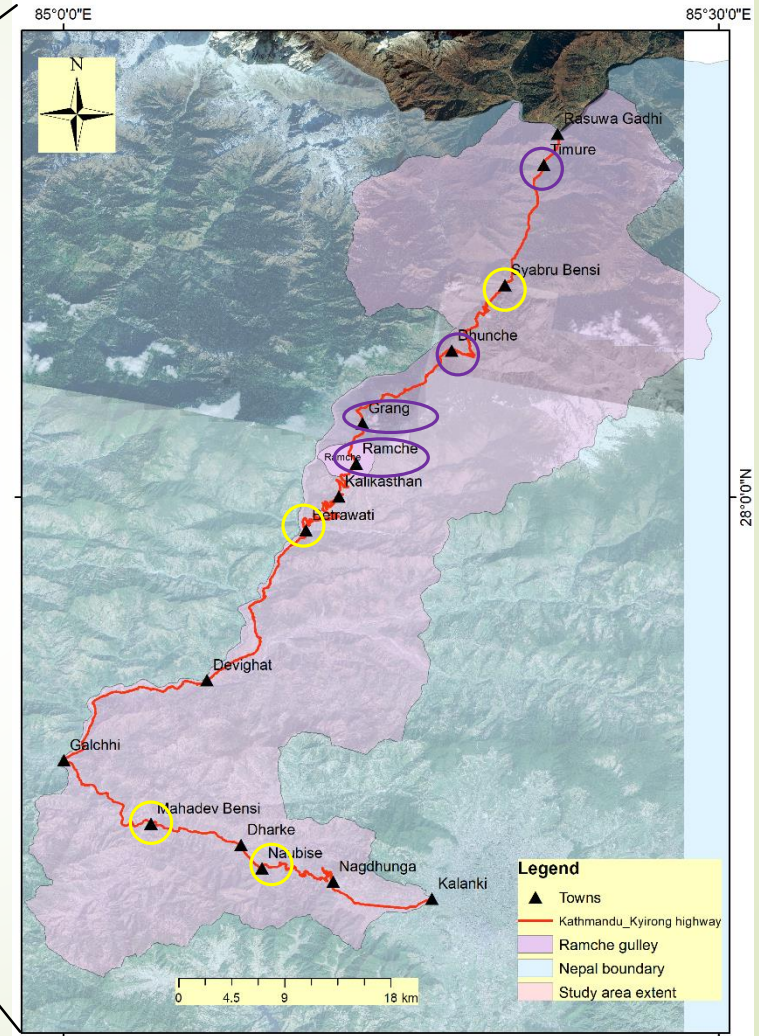 85°0'0"E
85°30'0"E
N
Rasuwa Gadhi
Timure
Syabru Bensi
Dhunche
Grang
Ramche
Ramche
Kalikasthan
28°0'0"N
Betrawati
Devighat
Galchhi
Mahadev Bensi
Dharke
Naubise
Nagdhunga
Kalanki
Legend
Towns
Kathmandu_Kyirong highway
Ramche gulley
Nepal boundary
Study area extent
0 4.5 9 18 km